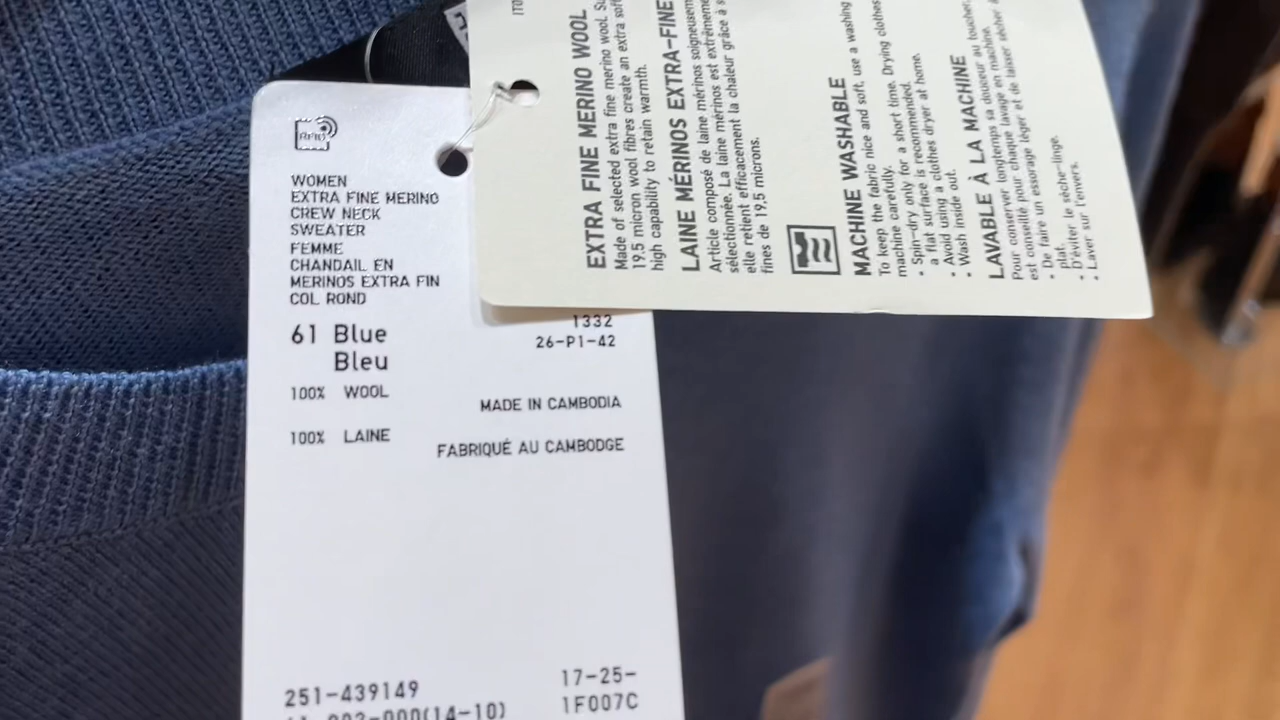 RFID
WOMEN
EXTRA FINE MERINO
CREW NECK
SWEATER
FEMME
CHANDAIL EN
MERINOS EXTRA FIN
COL ROND
61 Blue
Bleu
100% WOOL
100% LAINE
1332
26-P1-42
MADE IN CAMBODIA
FABRIQUÉ AU CAMBODGE
251-439149
17-25-
1F007C
EXTRA FINE MERINO WOOL
Made of selected extra fine merino wool.
19.5 micron wool fibres create an extra
high capability to retain warmth.
LAINE MÉRINOS EXTRA-FINE
Article composé de laine mérinos soigneusement
sélectionnée. La laine mérinos est extrêmement
elle retient efficacement la chaleur grâce à
fines de 19,5 microns.
MACHINE WASHABLE
To keep the fabric nice and soft, use a washing
machine carefully.
• Spin-dry only for a short time. Drying clothes
a flat surface is recommended.
• Avoid using a clothes dryer at home.
• Wash inside out.
LAVABLE À LA MACHINE
Pour conserver longtemps sa douceur au toucher,
est conseillé pour chaque lavage en machine.
• De faire un essorage léger et de laisser sécher à
plat.
• D'éviter le sèche-linge.
• Laver sur l'envers.